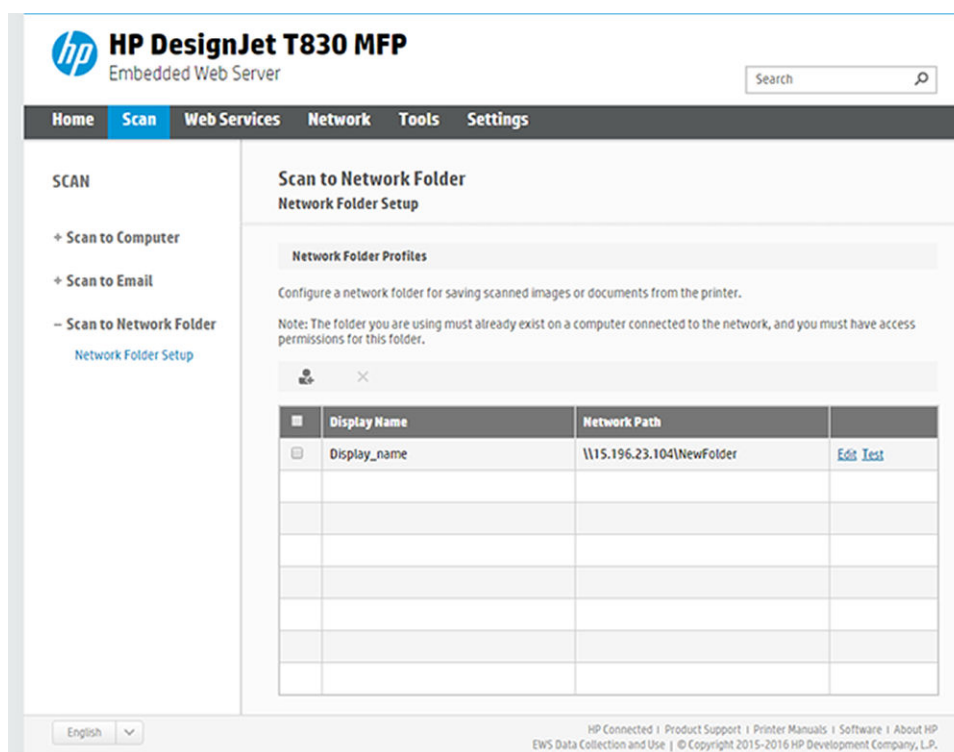 hp
HP DesignJet T830 MFP
Embedded Web Server
Search
Home Scan Web Services Network Tools Settings
SCAN
+ Scan to Computer
+ Scan to Email
– Scan to Network Folder
Network Folder Setup
Scan to Network Folder
Network Folder Setup
Network Folder Profiles
Configure a network folder for saving scanned images or documents from the printer.
Note: The folder you are using must already exist on a computer connected to the network, and you must have access
permissions for this folder.
Display Name Network Path
Display_name \\15.196.23.104\NewFolder Edit Test
English
HP Connected | Product Support | Printer Manuals | Software | About HP
EWS Data Collection and Use | © Copyright 2015-2016 HP Development Company, L.P.